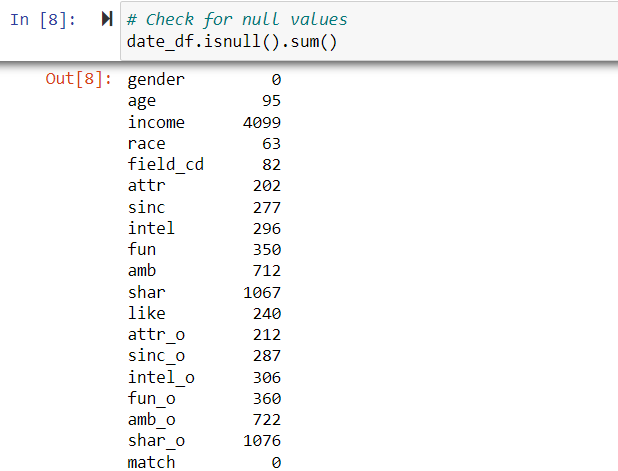 In [8]: # Check for null values
date_df.isnull().sum()
Out[8]: gender 0
age 95
income 4099
race 63
field_cd 82
attr 202
sinc 277
intel 296
fun 350
amb 712
shar 1067
like 240
attr_o 212
sinc_o 287
intel_o 306
fun_o 360
amb_o 722
shar_o 1076
match 0